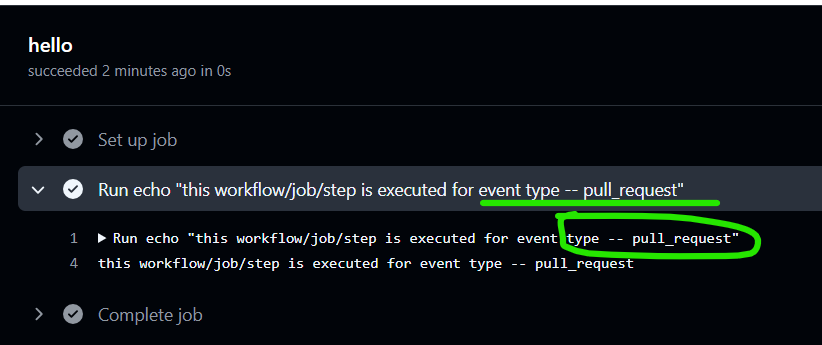 hello
succeeded 2 minutes ago in 0s
Set up job
Run echo "this workflow/job/step is executed for event type -- pull_request"
1 Run echo "this workflow/job/step is executed for event type -- pull_request"
4 this workflow/job/step is executed for event type -- pull_request
Complete job